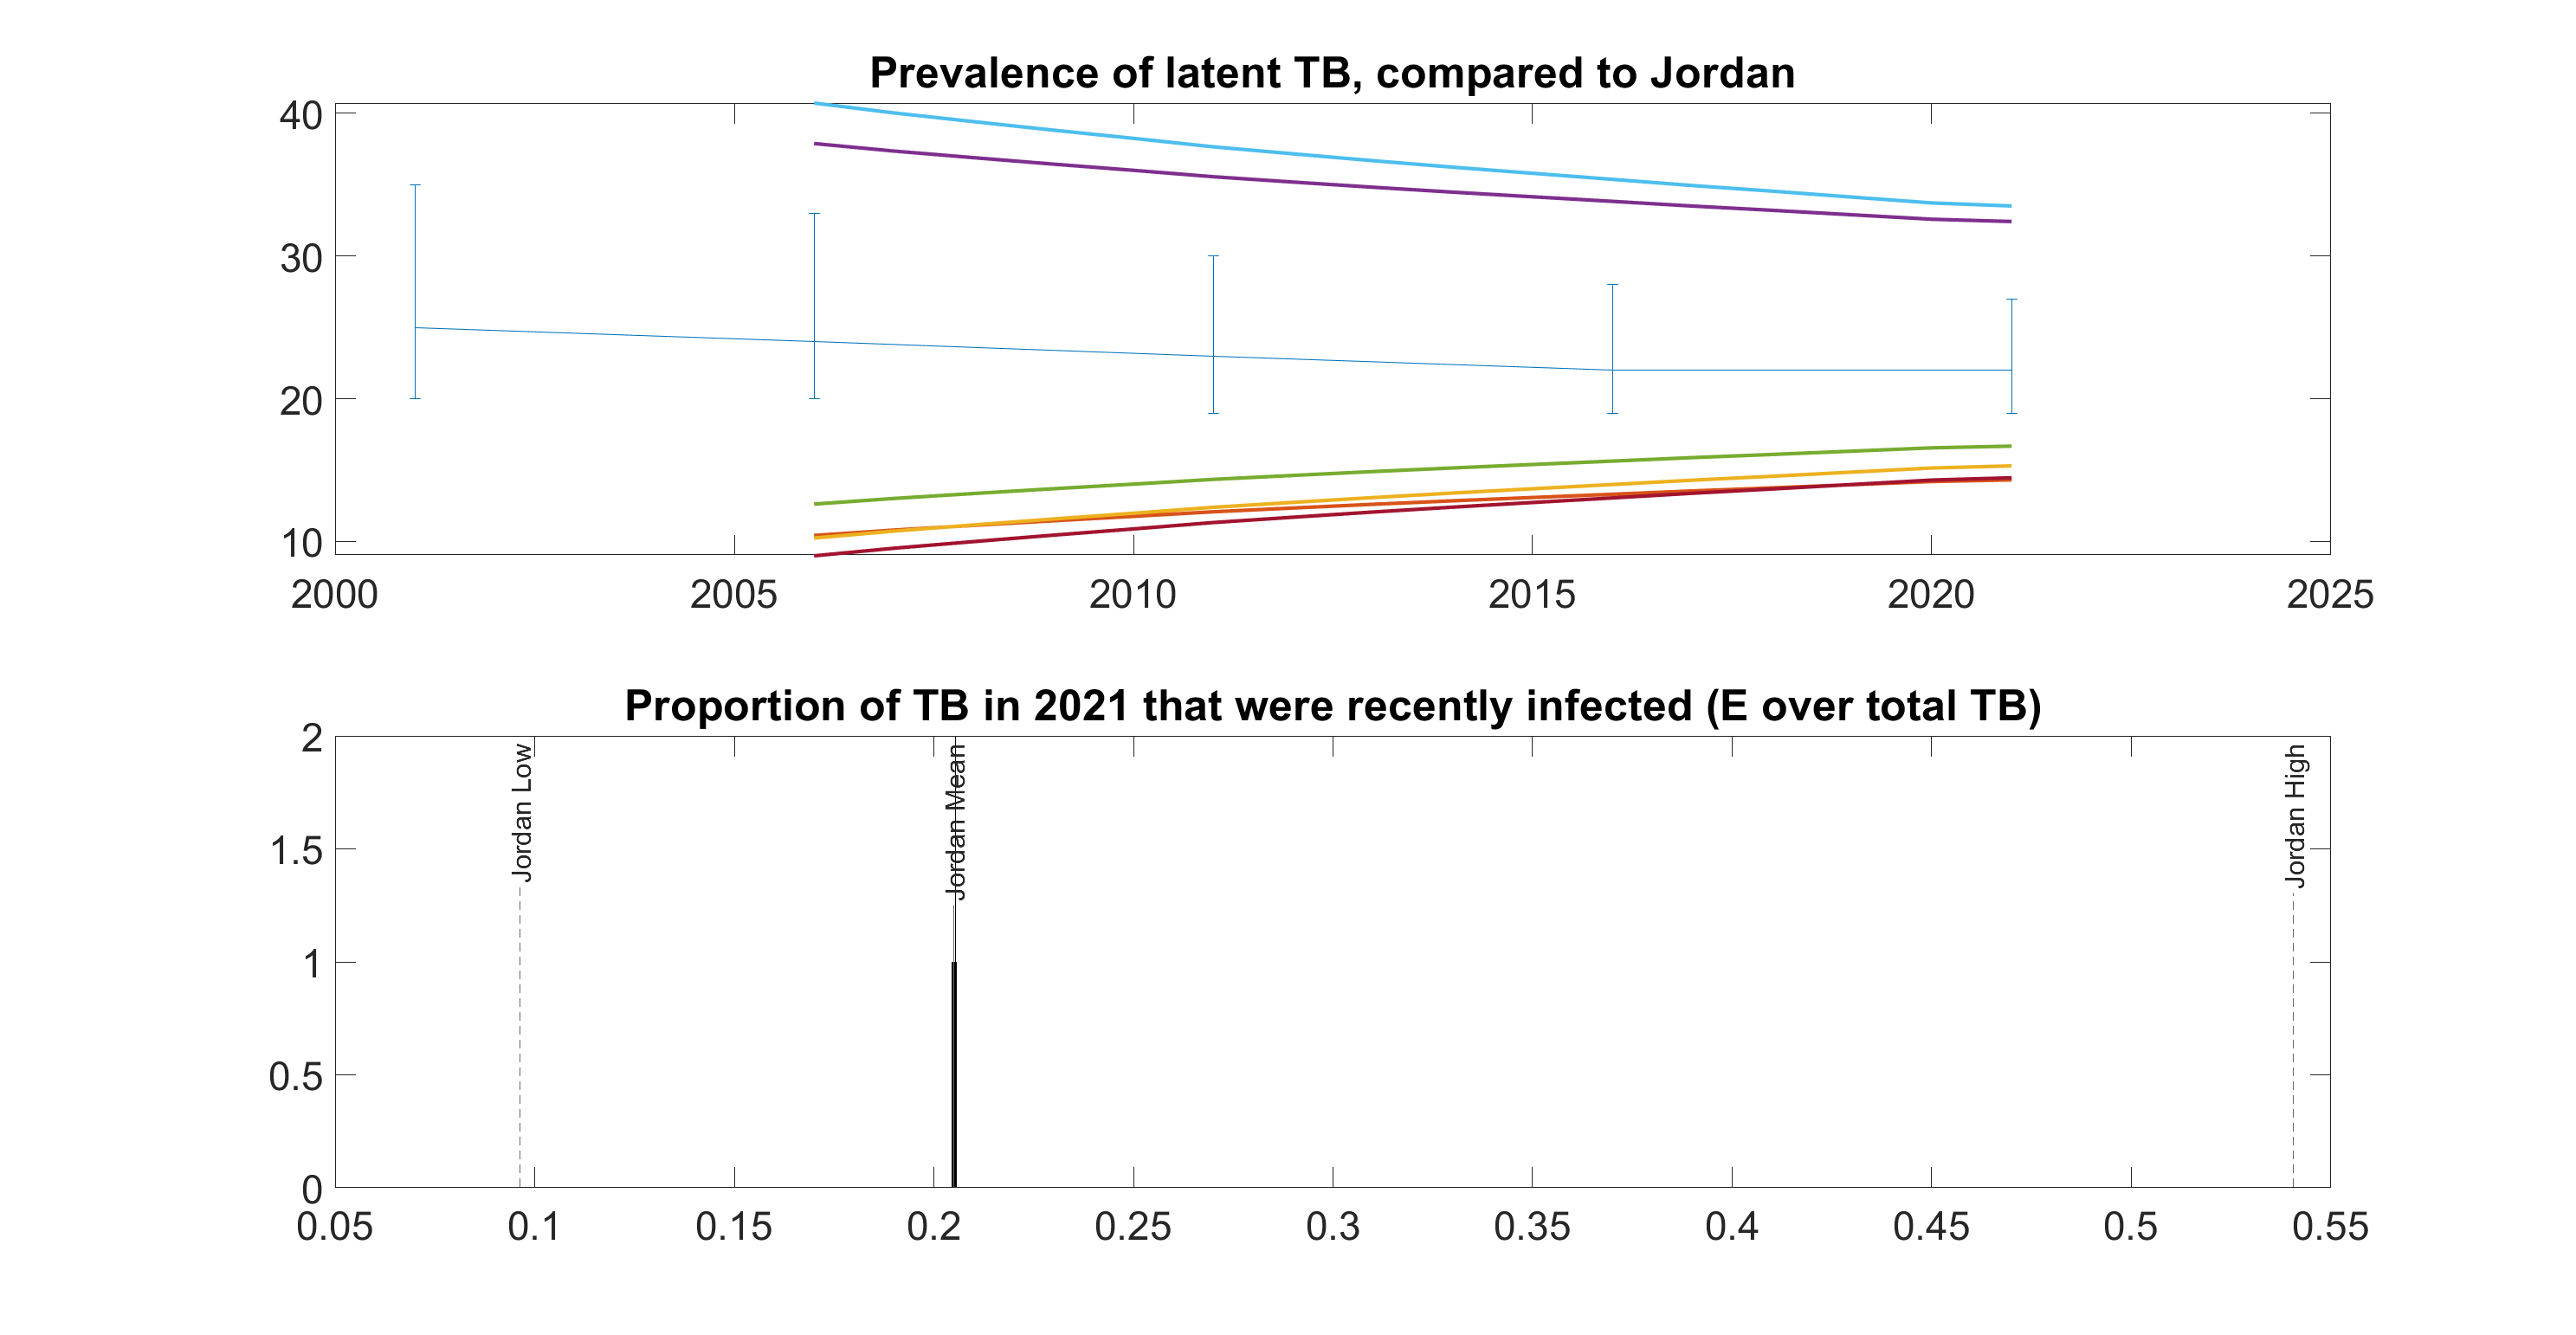 Prevalence of latent TB, compared to Jordan
40
30
20
10
2000 2005 2010 2015 2020 2025
Proportion of TB in 2021 that were recently infected (E over total TB)
2
1.5
1
0.5
0
Jordan Low
Jordan Mean
Jordan High
0.05 0.1 0.15 0.2 0.25 0.3 0.35 0.4 0.45 0.5 0.55